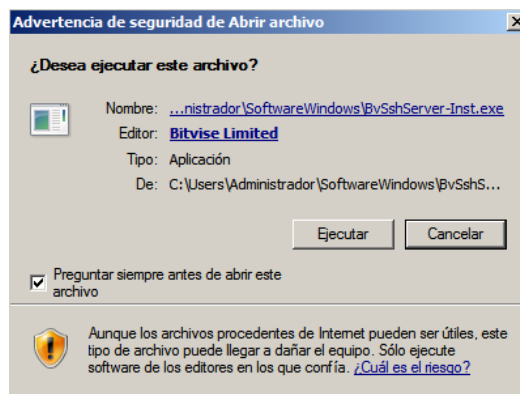 Advertencia de seguridad de Abrir archivo
¿Desea ejecutar este archivo?
Nombre: ...nistrador\SoftwareWindows\BvSshServer-Inst.exe
Editor: Bitvise Limited
Tipo: Aplicación
De: C:\Users\Administrador\SoftwareWindows\BvSshS...
Ejecutar Cancelar
Preguntar siempre antes de abrir este
archivo
Aunque los archivos procedentes de Internet pueden ser útiles, este
tipo de archivo puede llegar a dañar el equipo. Sólo ejecute
software de los editores en los que confía. ¿Cuál es el riesgo?